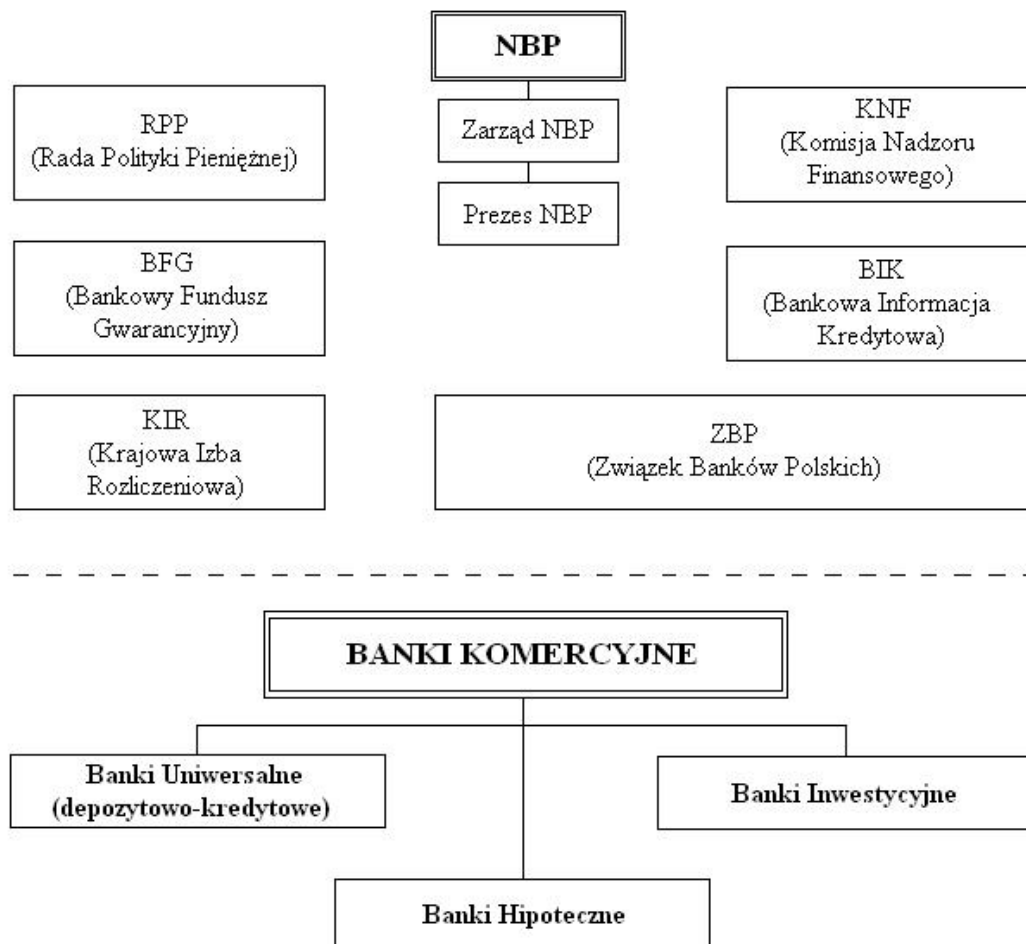 NBP
Zarząd NBP
Prezes NBP
RPP
(Rada Polityki Pieniężnej)
KNF
(Komisja Nadzoru
Finansowego)
BFG
(Bankowy Fundusz
Gwarancyjny)
BIK
(Bankowa Informacja
Kredytowa)
KIR
(Krajowa Izba
Rozliczeniowa)
ZBP
(Związek Banków Polskich)
BANKI KOMERCYJNE
Banki Uniwersalne
(depozytowo-kredytowe)
Banki Inwestycyjne
Banki Hipoteczne